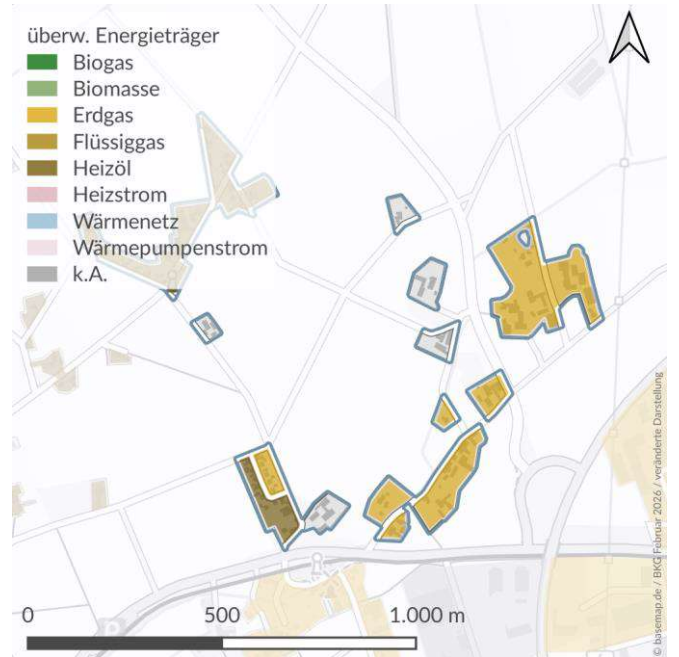 überw. Energieträger
Biogas
Biomasse
Erdgas
Flüssiggas
Heizöl
Heizstrom
Wärmenetz
Wärmepumpenstrom
k.A.
0 500 1.000 m
© basemap.de / BKG Februar 2026 / veränderte Darstellung